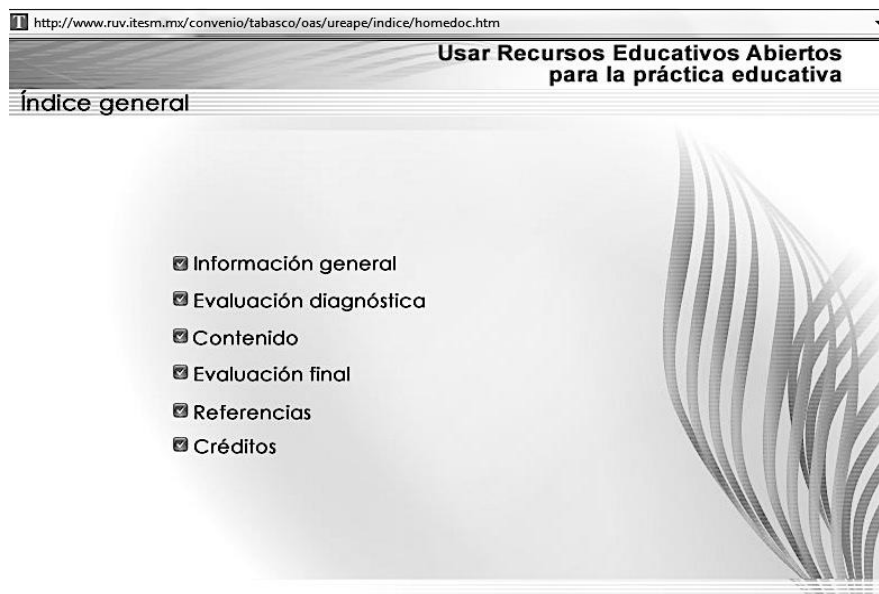 T http://www.ruv.itesm.mx/convenio/tabasco/oas/ureape/indice/homedoc.htm
Usar Recursos Educativos Abiertos
para la práctica educativa
Índice general
Información general
Evaluación diagnóstica
Contenido
Evaluación final
Referencias
Créditos